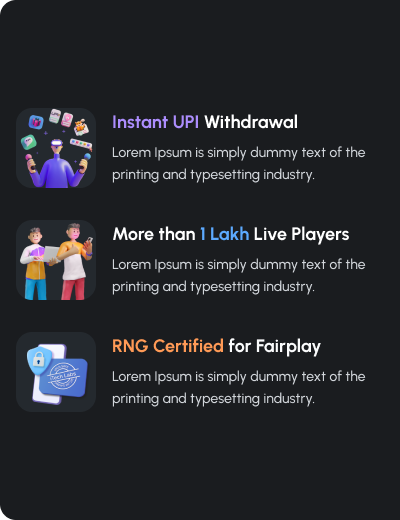 Instant UPI Withdrawal
Lorem Ipsum is simply dummy text of the
printing and typesetting industry.
More than 1 Lakh Live Players
Lorem Ipsum is simply dummy text of the
printing and typesetting industry.
RNG Certified for Fairplay
iTech Labs
Lorem Ipsum is simply dummy text of the
printing and typesetting industry.